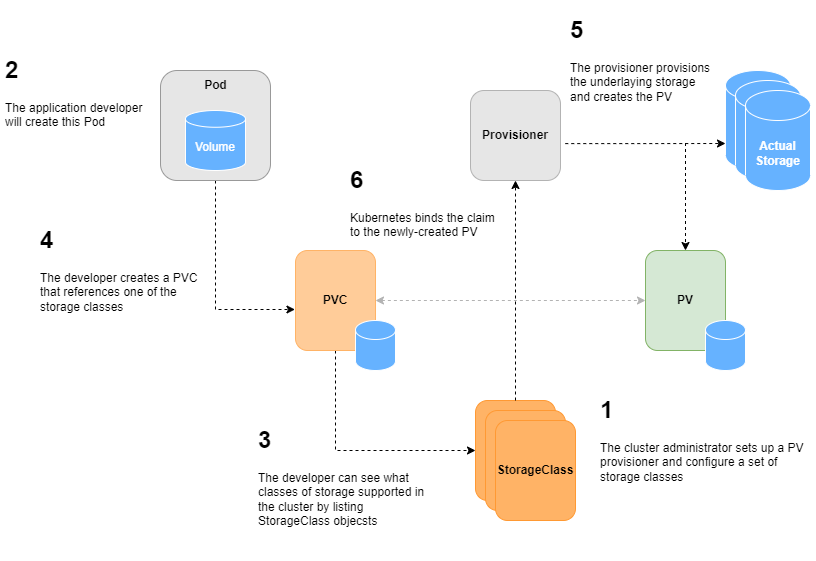 5
The provisioner provisions
the underlaying storage
and creates the PV
2
The application developer
will create this Pod
Pod
Volume
Provisioner
Actual
Storage
6
Kubernetes binds the claim
to the newly-created PV
4
The developer creates a PVC
that references one of the
storage classes
PVC
PV
1
The cluster administrator sets up a PV
provisioner and configure a set of
storage classes
3
The developer can see what
classes of storage supported in
the cluster by listing
StorageClass objecsts
StorageClass